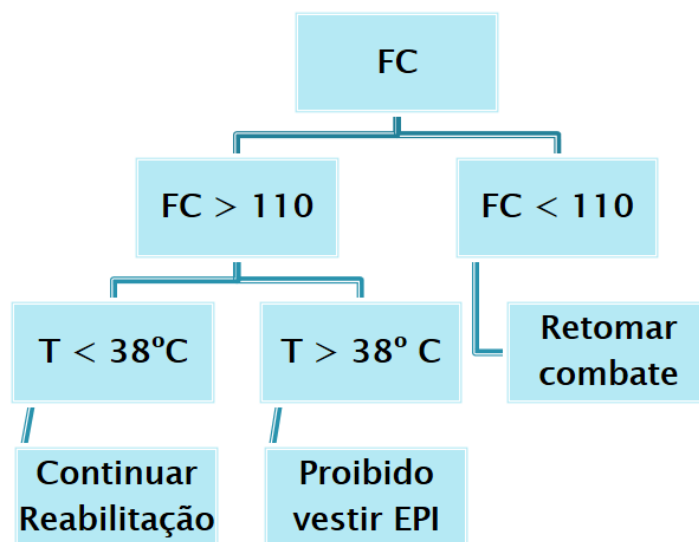 FC
FC > 110
FC < 110
T < 38ºC
T > 38º C
Retomar
combate
Continuar
Reabilitação
Proibido
vestir EPI